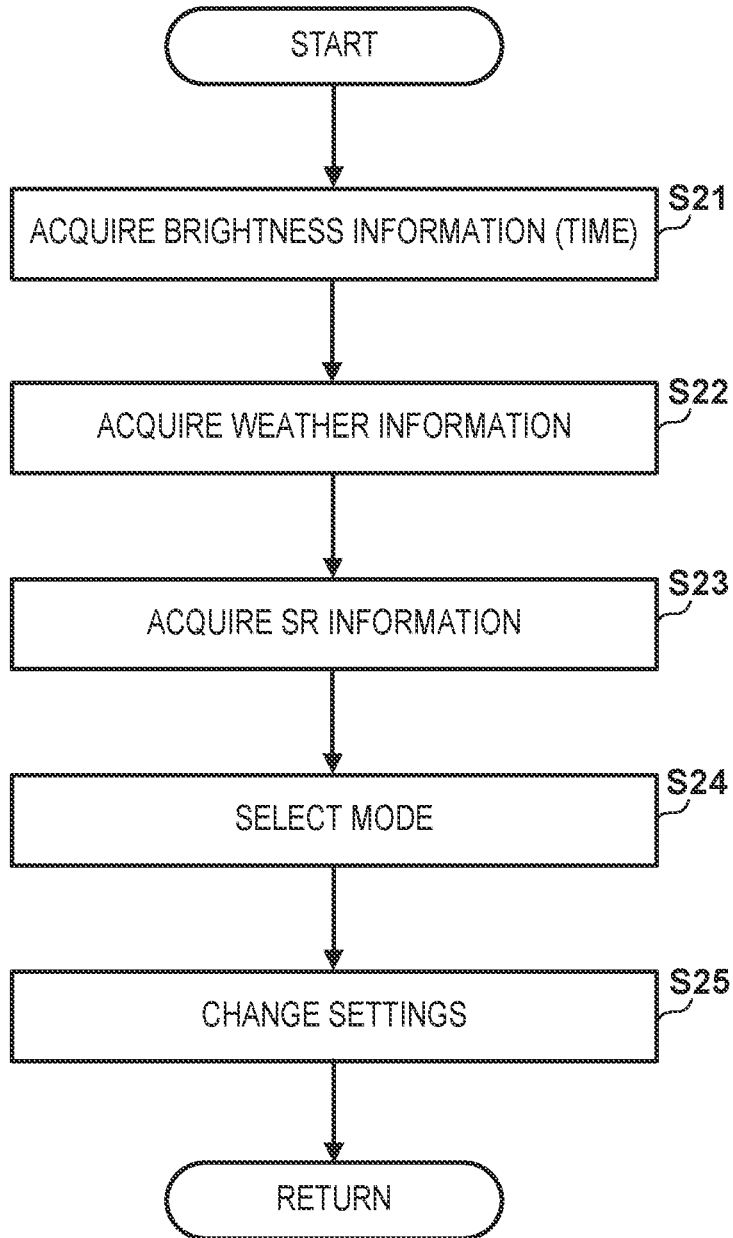 START
S21
ACQUIRE BRIGHTNESS INFORMATION (TIME)
S22
ACQUIRE WEATHER INFORMATION
S23
ACQUIRE SR INFORMATION
S24
SELECT MODE
S25
CHANGE SETTINGS
RETURN